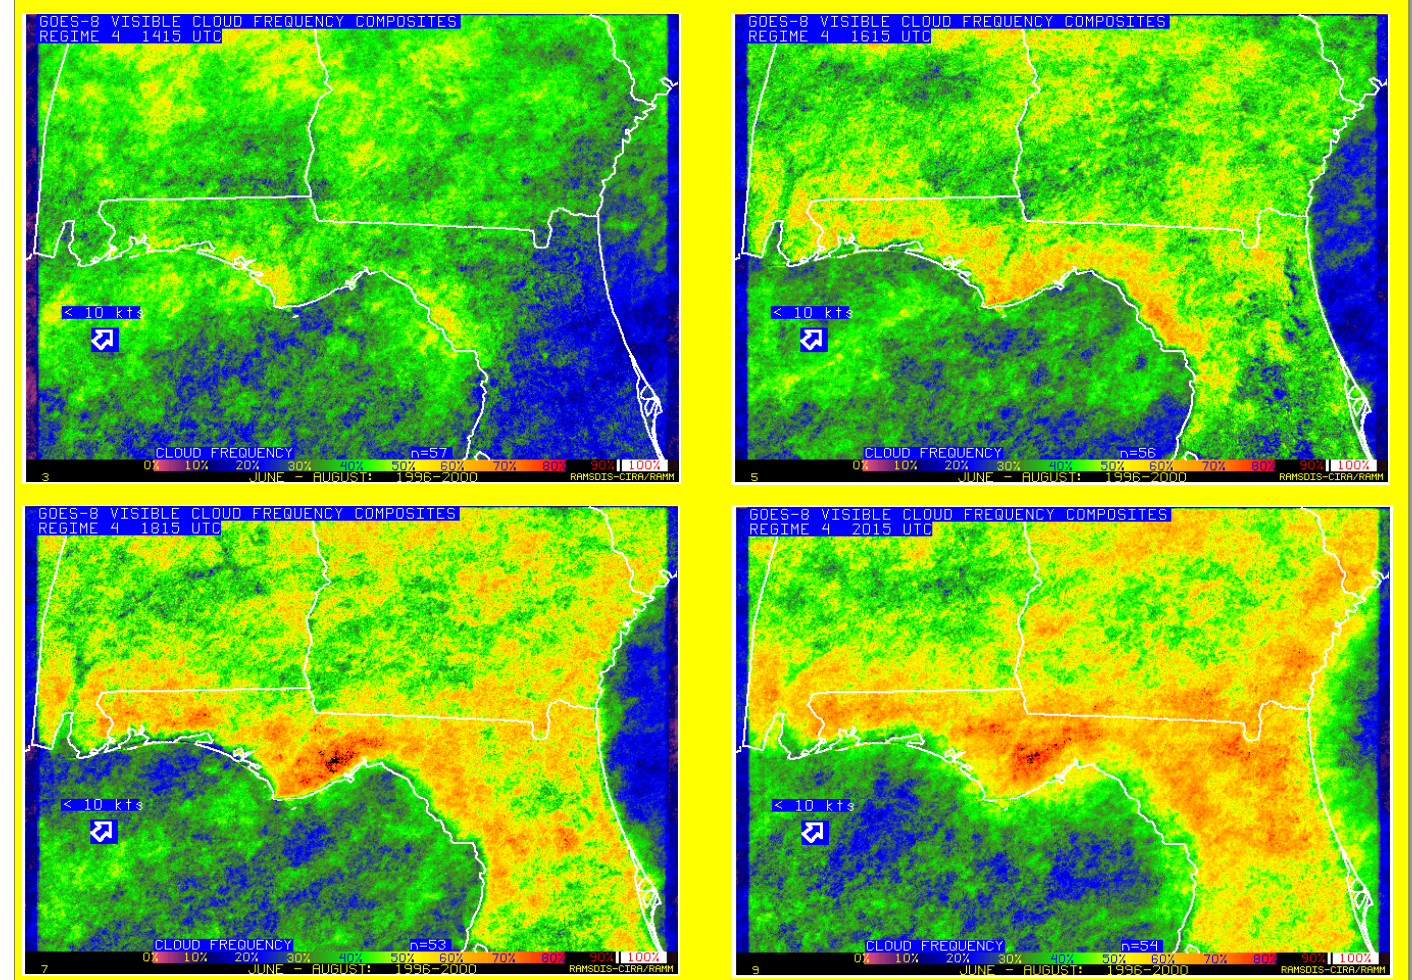 GOES-8 VISIBLE CLOUD FREQUENCY COMPOSITES
REGIME 4 1415 UTC
< 10 kts
CLOUD FREQUENCY n=57
0% 10% 20% 30% 40% 50% 60% 70% 80% 90% 100%
3 JUNE - AUGUST: 1996-2000 RAMSDIS-CIRA/RAMM
GOES-8 VISIBLE CLOUD FREQUENCY COMPOSITES
REGIME 4 1615 UTC
< 10 kts
CLOUD FREQUENCY n=56
0% 10% 20% 30% 40% 50% 60% 70% 80% 90% 100%
5 JUNE - AUGUST: 1996-2000 RAMSDIS-CIRA/RAMM
GOES-8 VISIBLE CLOUD FREQUENCY COMPOSITES
REGIME 4 1815 UTC
< 10 kts
CLOUD FREQUENCY n=53
0% 10% 20% 30% 40% 50% 60% 70% 80% 90% 100%
7 JUNE - AUGUST: 1996-2000 RAMSDIS-CIRA/RAMM
GOES-8 VISIBLE CLOUD FREQUENCY COMPOSITES
REGIME 4 2015 UTC
< 10 kts
CLOUD FREQUENCY n=54
0% 10% 20% 30% 40% 50% 60% 70% 80% 90% 100%
9 JUNE - AUGUST: 1996-2000 RAMSDIS-CIRA/RAMM